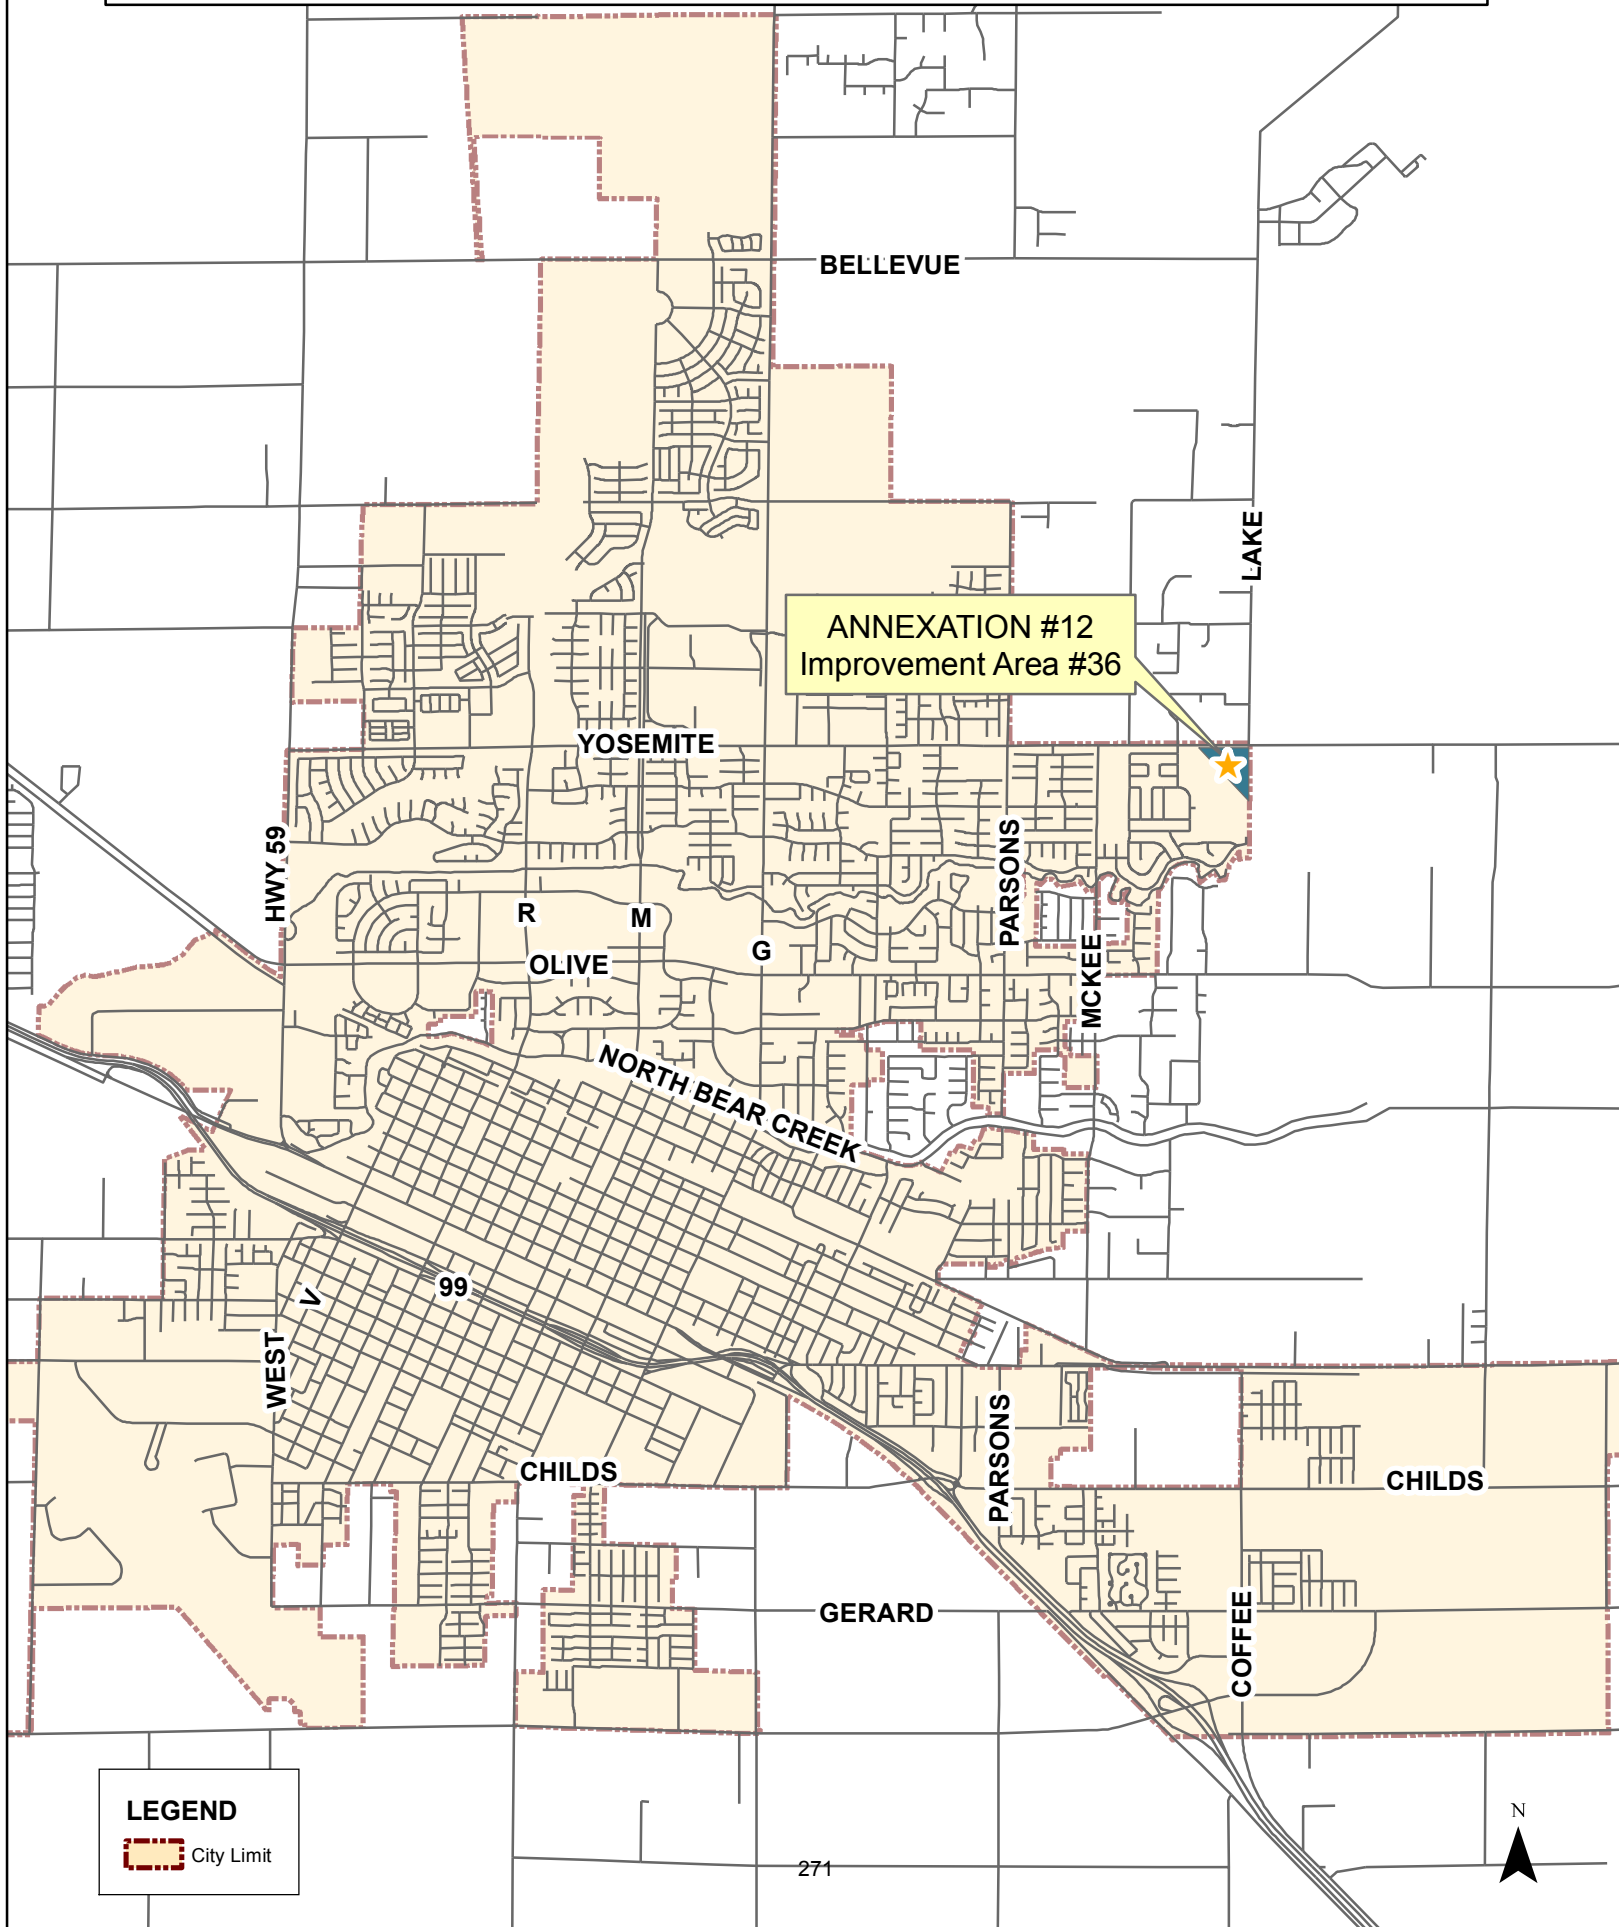 BELLEVUE
LAKE
ANNEXATION #12
Improvement Area #36
YOSEMITE
HWY 59
PARSONS
R
M
G
OLIVE
MCKEE
NORTH BEAR CREEK
99
V
WEST
PARSONS
CHILDS
CHILDS
GERARD
COFFEE
LEGEND
City Limit
N
271